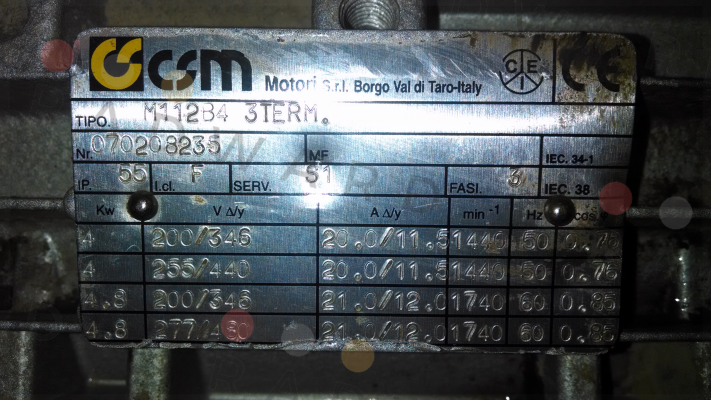 CSM Motori S.r.l. Borgo Val di Taro-Italy CEI CE
TIPO. M112B4 3TERM.
Nr. 070208235 MF IEC. 34-1
IP. 55 I.cl. F SERV. S1 FASI. 3 IEC. 38
Kw V Δ/y A Δ/y min -1 Hz cos
4 200/346 20.0/11.5 1440 50 0.76
4 255/440 20.0/11.5 1440 50 0.76
4.8 200/346 21.0/12.0 1740 60 0.85
4.8 277/480 21.0/12.0 1740 60 0.85